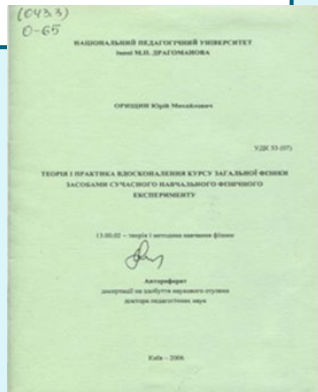 (043.3)
О-65
НАЦІОНАЛЬНИЙ ПЕДАГОГІЧНИЙ УНІВЕРСИТЕТ
імені М.П. ДРАГОМАНОВА
ОРИЩИН Юрій Михайлович
УДК 53 (07)
ТЕОРІЯ І ПРАКТИКА ВДОСКОНАЛЕННЯ КУРСУ ЗАГАЛЬНОЇ ФІЗИКИ
ЗАСОБАМИ СУЧАСНОГО НАВЧАЛЬНОГО ФІЗИЧНОГО
ЕКСПЕРИМЕНТУ
13.00.02 – теорія і методика навчання фізики
Автореферат
дисертації на здобуття наукового ступеня
доктора педагогічних наук
Київ – 2006